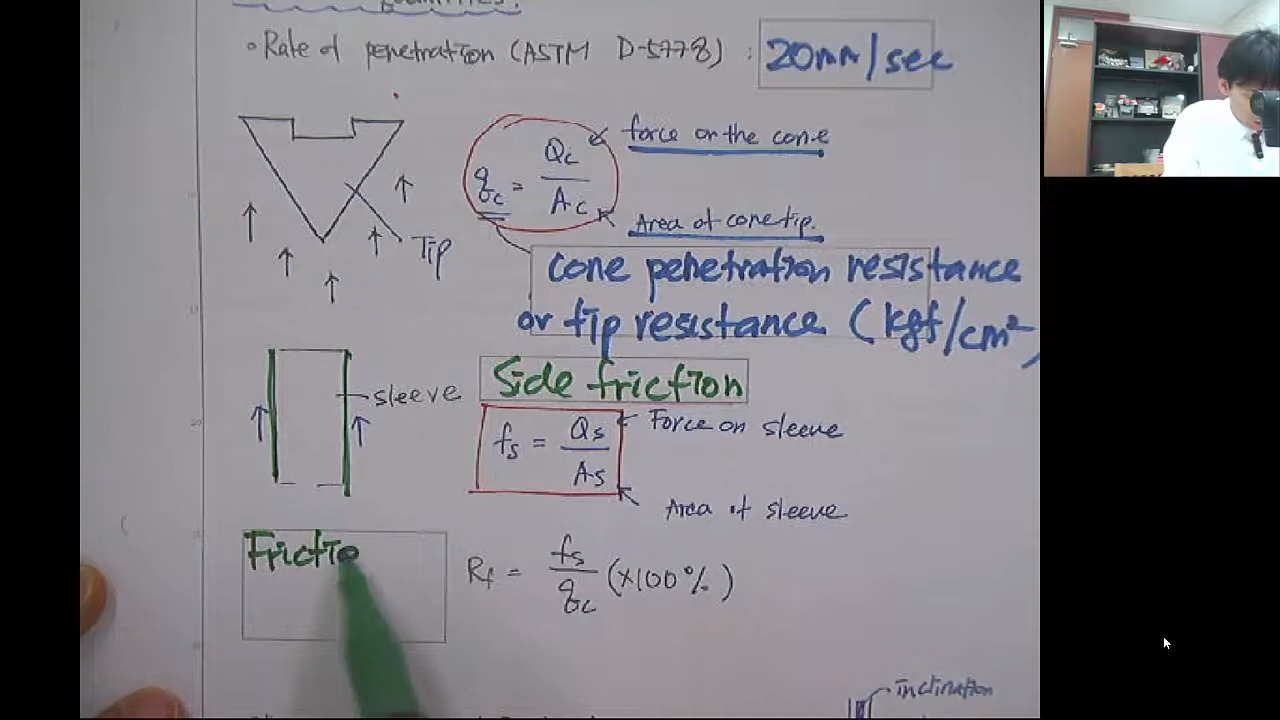 quantities.
• Rate of penetration (ASTM D-5778) : 20mm/sec
qc = Qc / Ac
force on the cone
Area of cone tip.
Tip
cone penetration resistance
or tip resistance (kgf/cm²,
sleeve
Side friction
fs = Qs / As
Force on sleeve
Area of sleeve
Frictio
Rf = fs / qc (×100%)
inclination